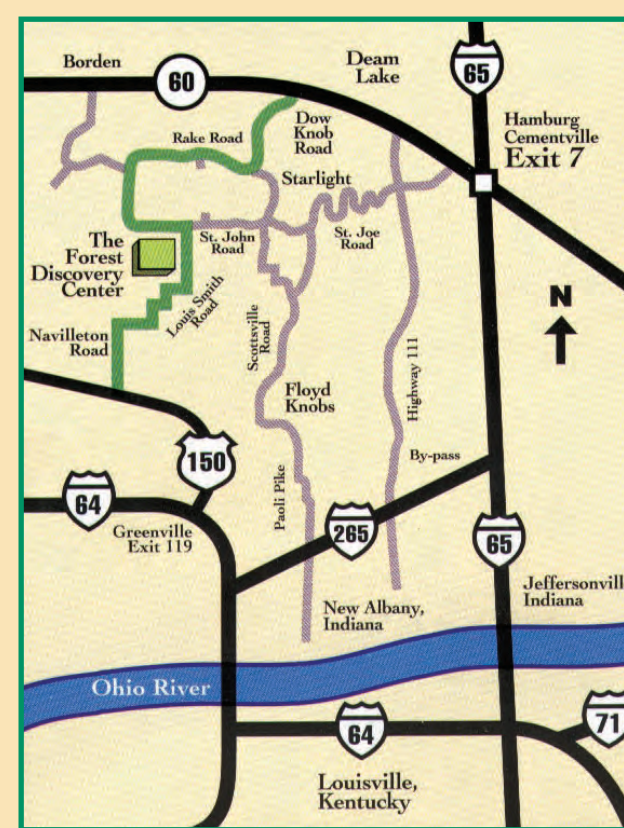 Borden
60
Deam
Lake
65
Rake Road
Dow
Knob
Road
Hamburg
Cementville
Exit 7
Starlight
The
Forest
Discovery
Center
St. John
Road
St. Joe
Road
Louis Smith
Road
N
Navilleton
Road
Scottsville
Road
Highway 111
Floyd
Knobs
150
By-pass
64
Paoli Pike
Greenville
Exit 119
265
65
Jeffersonville
Indiana
New Albany,
Indiana
Ohio River
64
71
Louisville,
Kentucky